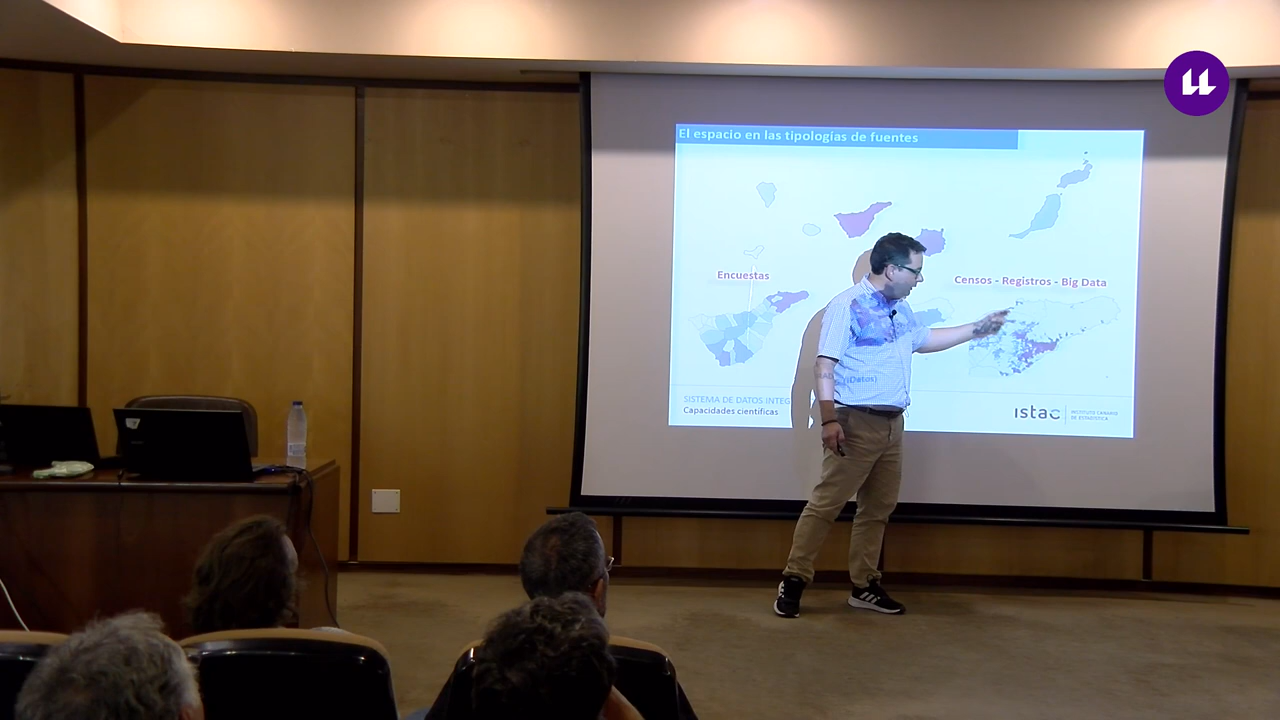 El espacio en las tipologías de fuentes
Encuestas
Censos - Registros - Big Data
(Datos)
SISTEMA DE DATOS INTEG
Capacidades científicas
istac
INSTITUTO CANARIO
DE ESTADÍSTICA